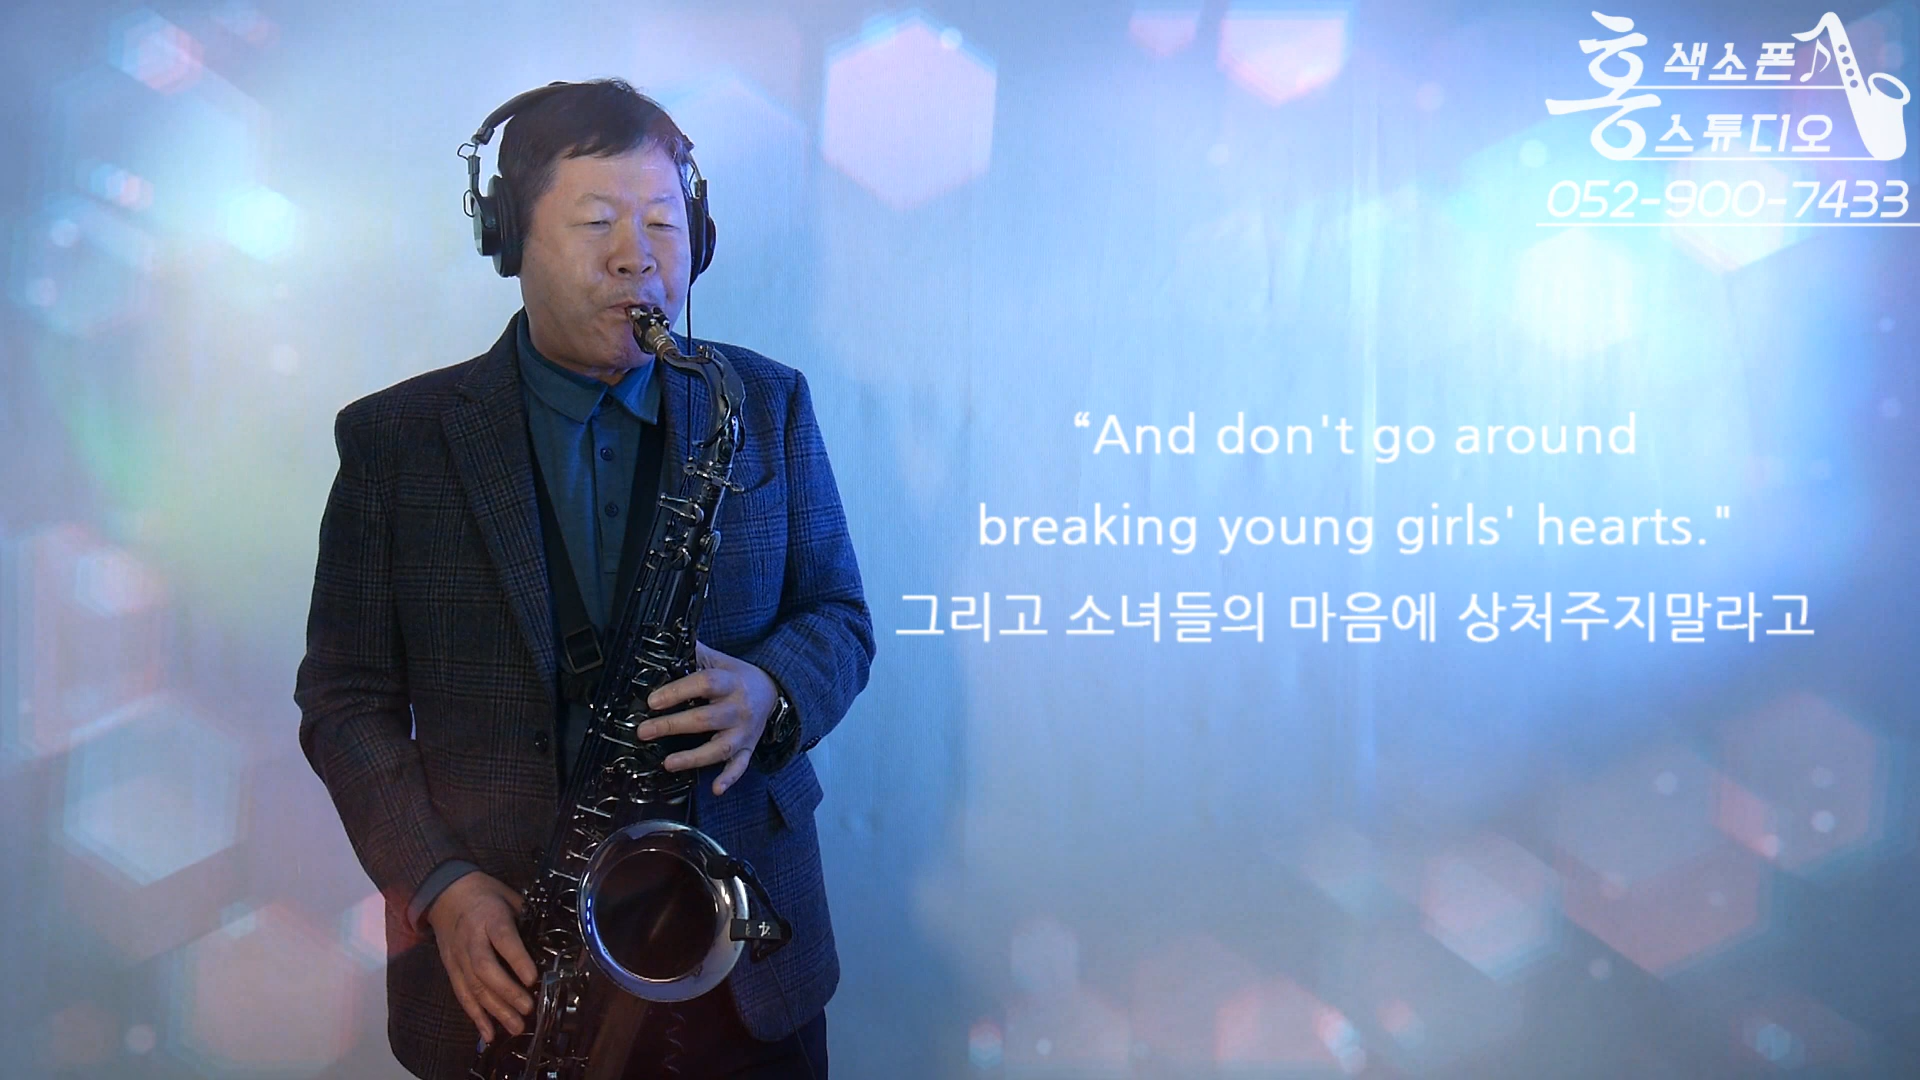 홍 색소폰
스튜디오
052-900-7433
“And don't go around
breaking young girls' hearts."
그리고 소녀들의 마음에 상처주지말라고
4